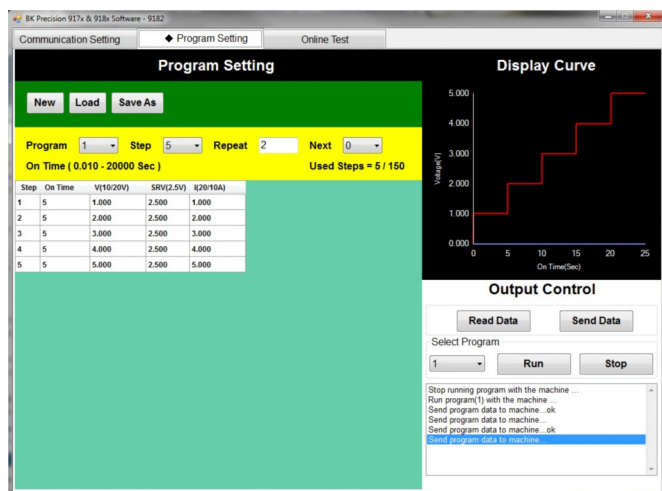 BK Precision 917x & 918x Software - 9182
Communication Setting
◆ Program Setting
Online Test
Program Setting
New
Load
Save As
Program 1 Step 5 Repeat 2 Next 0
On Time ( 0.010 - 20000 Sec ) Used Steps = 5 / 150
Step On Time V(10/20V) SRV(2.5V) I(20/10A)
1 5 1.000 2.500 1.000
2 5 2.000 2.500 2.000
3 5 3.000 2.500 3.000
4 5 4.000 2.500 4.000
5 5 5.000 2.500 5.000
Display Curve
Voltage(V)
5.000
4.000
3.000
2.000
1.000
0.000
0 5 10 15 20 25
On Time(Sec)
Output Control
Read Data
Send Data
Select Program
1
Run
Stop
Stop running program with the machine ...
Run program(1) with the machine ...
Send program data to machine...ok
Send program data to machine...
Send program data to machine...ok
Send program data to machine...